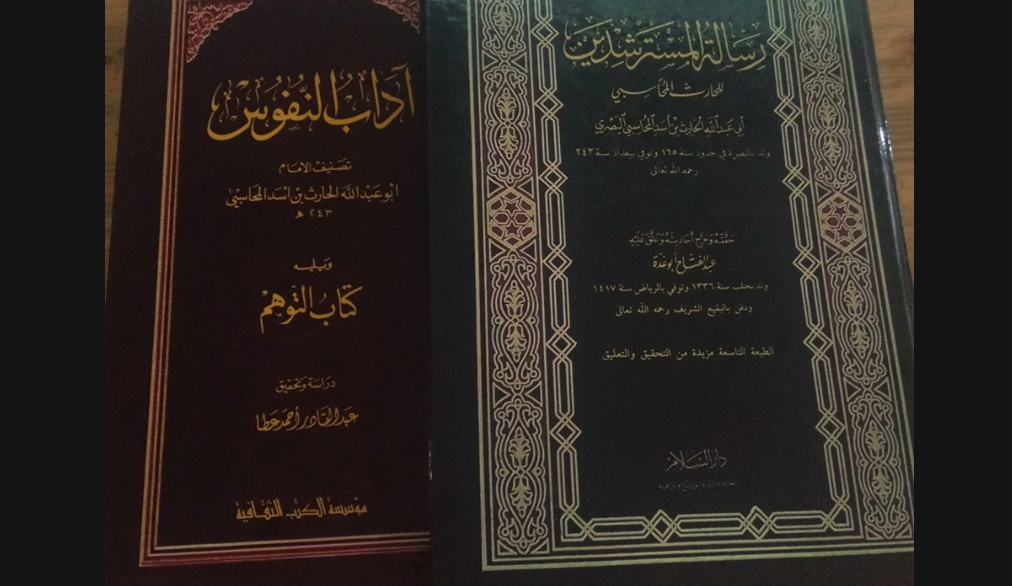 رسالة المسترشدين
للحارث المحاسبي
أبي عبد الله الحارث بن أسد المحاسبي البصري
ولد بالبصرة في حدود سنة ١٦٥ وتوفي ببغداد سنة ٢٤٣
رحمه الله تعالى
حققه وخرج أحاديثه وعلق عليه
عبد الفتاح أبو غدة
ولد بحلب سنة ١٣٣٦ وتوفي بالرياض سنة ١٤١٧
ودفن بالبقيع الشريف رحمه الله تعالى
الطبعة التاسعة مزيدة من التحقيق والتعليق
دار السلام
آداب النفوس
تصنيف الامام
ابو عبد الله الحارث بن اسد المحاسبي
٢٤٣ هـ
ويليه
كتاب التوهم
دراسة وتحقيق
عبد القادر أحمد عطا
مؤسسة الكتب الثقافية